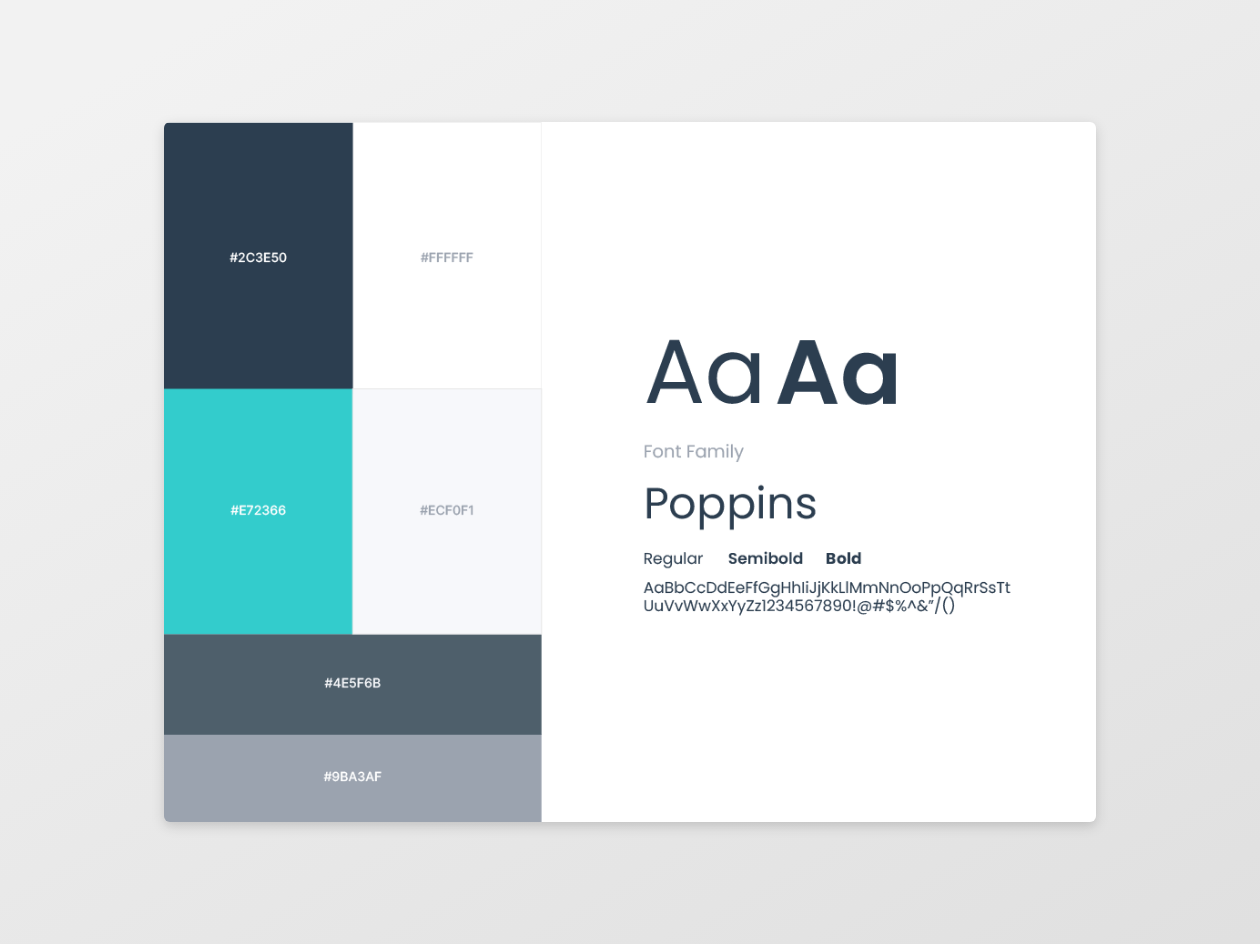 #2C3E50
#FFFFFF
#E72366
#ECF0F1
#4E5F6B
#9BA3AF
Aa Aa
Font Family
Poppins
Regular Semibold Bold
AaBbCcDdEeFfGgHhIiJjKkLlMmNnOoPpQqRrSsTt
UuVvWwXxYyZz1234567890!@#$%^&”/()